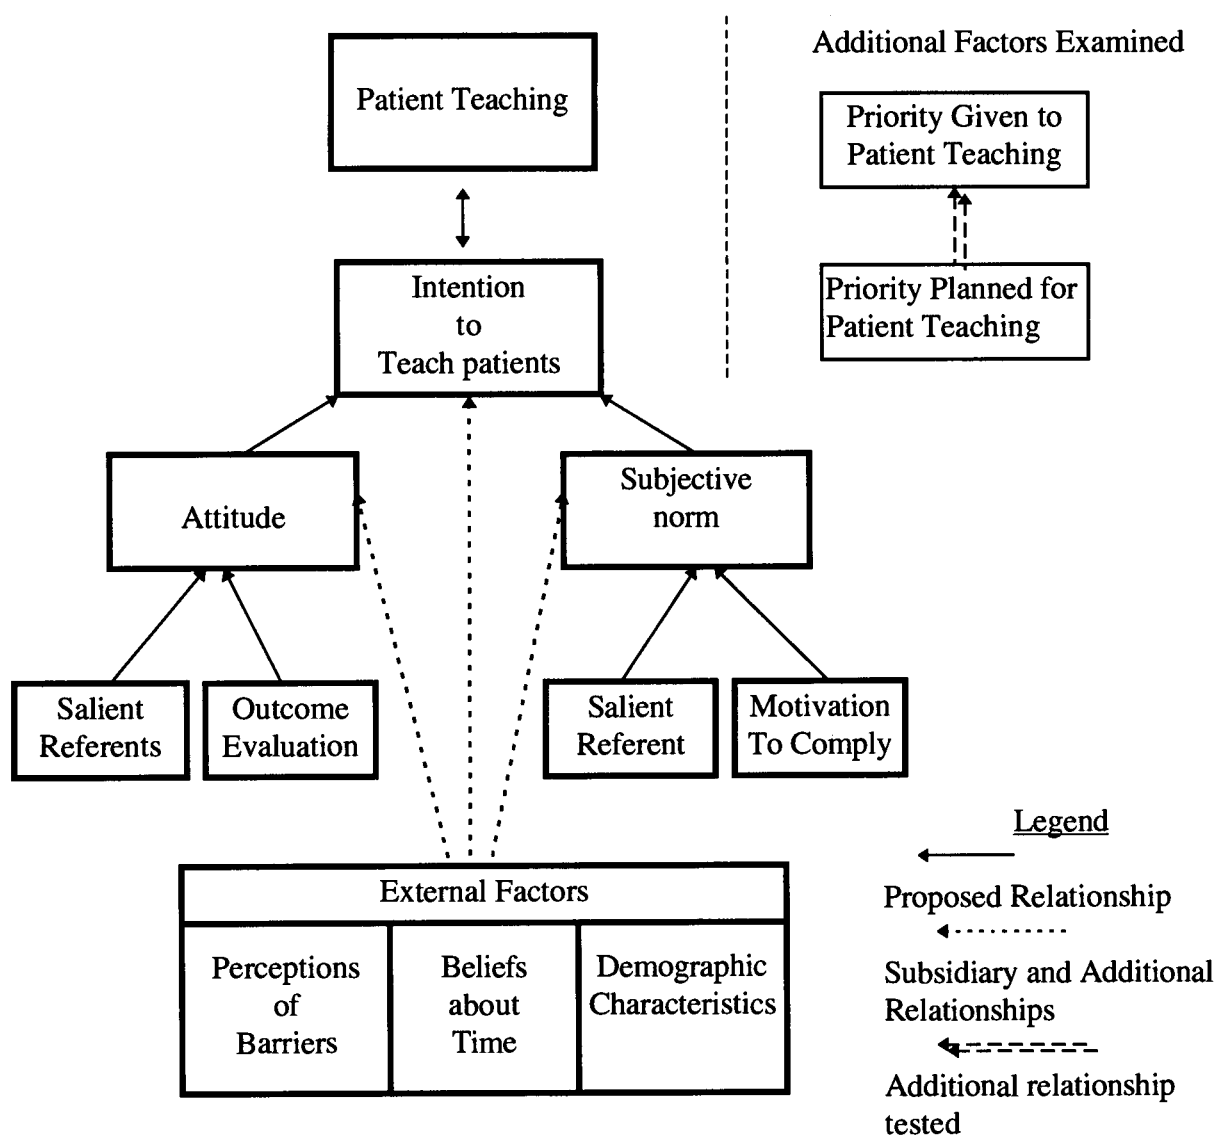 Patient Teaching
Additional Factors Examined
Priority Given to
Patient Teaching
Priority Planned for
Patient Teaching
Intention
to
Teach patients
Attitude
Subjective
norm
Salient
Referents
Outcome
Evaluation
Salient
Referent
Motivation
To Comply
External Factors
Perceptions
of
Barriers
Beliefs
about
Time
Demographic
Characteristics
Legend
Proposed Relationship
Subsidiary and Additional
Relationships
Additional relationship
tested